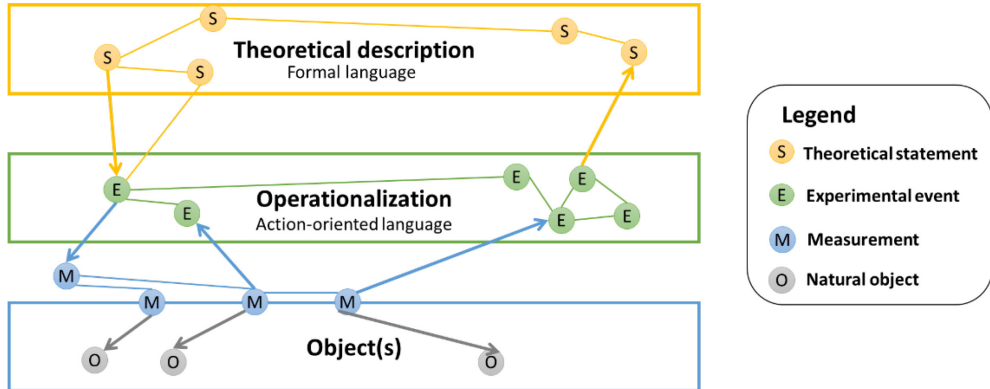 S
S
S
S
S
Theoretical description
Formal language
E
E
E
E
E
E
Operationalization
Action-oriented language
M
M
M
M
Object(s)
O
O
O
Legend
S Theoretical statement
E Experimental event
M Measurement
O Natural object